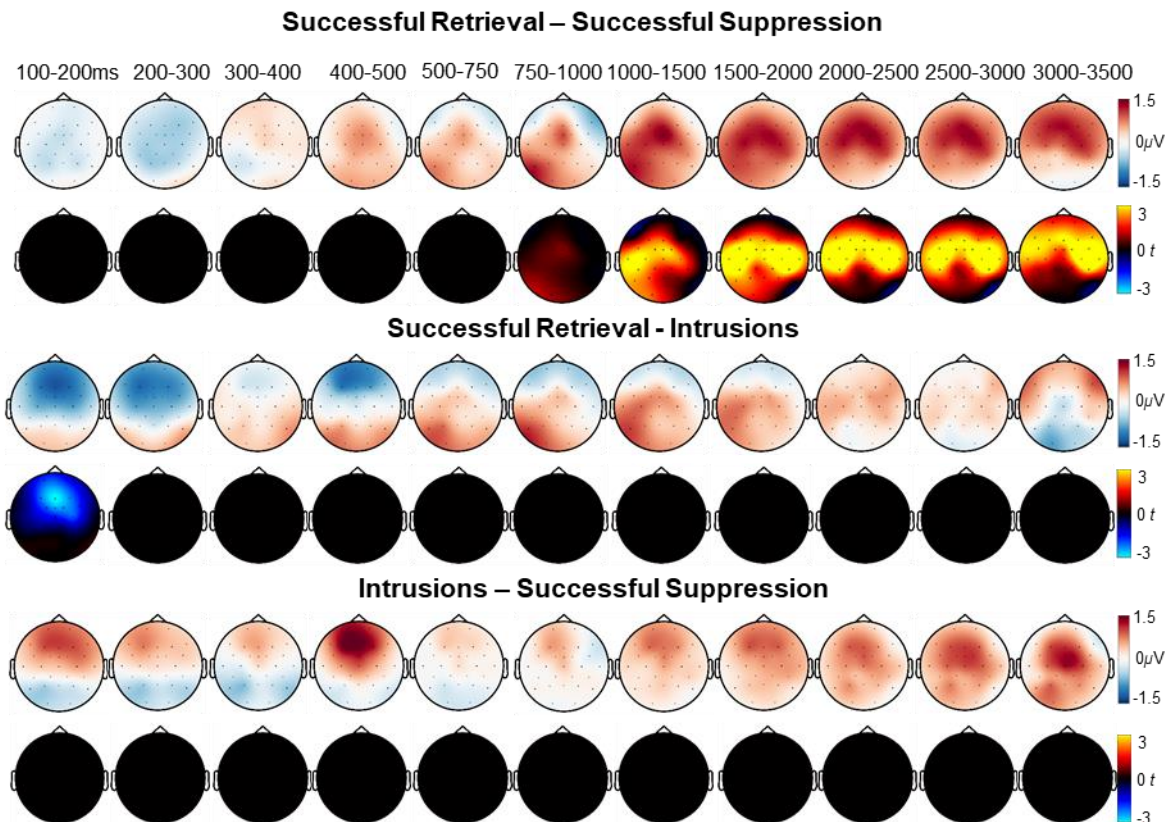 Successful Retrieval – Successful Suppression
100-200ms 200-300 300-400 400-500 500-750 750-1000 1000-1500 1500-2000 2000-2500 2500-3000 3000-3500
1.5
0µV
-1.5
3
0 t
-3
Successful Retrieval - Intrusions
1.5
0µV
-1.5
3
0 t
-3
Intrusions – Successful Suppression
1.5
0µV
-1.5
3
0 t
-3